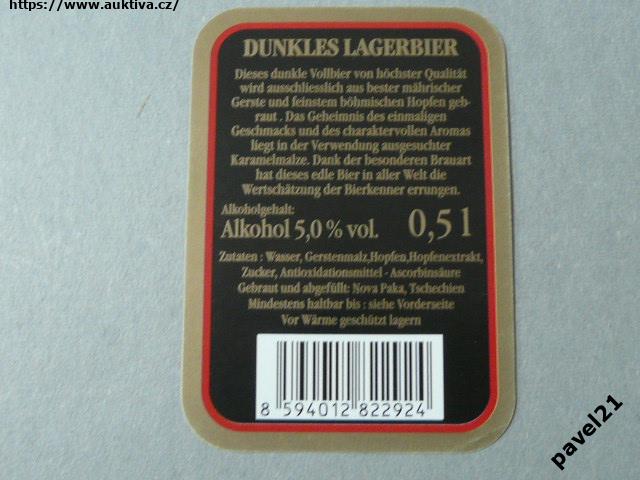 https://www.auktiva.cz/
DUNKLES LAGERBIER
Dieses dunkle Vollbier von höchster Qualität
wird ausschliesslich aus bester mährischer
Gerste und feinstem böhmischen Hopfen geb-
raut . Das Geheimnis des einmaligen
Geschmacks und des charaktervollen Aromas
liegt in der Verwendung ausgesuchter
Karamelmalze. Dank der besonderen Brauart
hat dieses edle Bier in aller Welt die
Wertschätzung der Bierkenner errungen.
Alkoholgehalt:
Alkohol 5,0 % vol. 0,5 l
Zutaten : Wasser, Gerstenmalz,Hopfen,Hopfenextrakt,
Zucker, Antioxidationsmittel - Ascorbinsäure
Gebraut und abgefüllt: Nova Paka, Tschechien
Mindestens haltbar bis : siehe Vorderseite
Vor Wärme geschützt lagern
8 594012 822924
pavel21